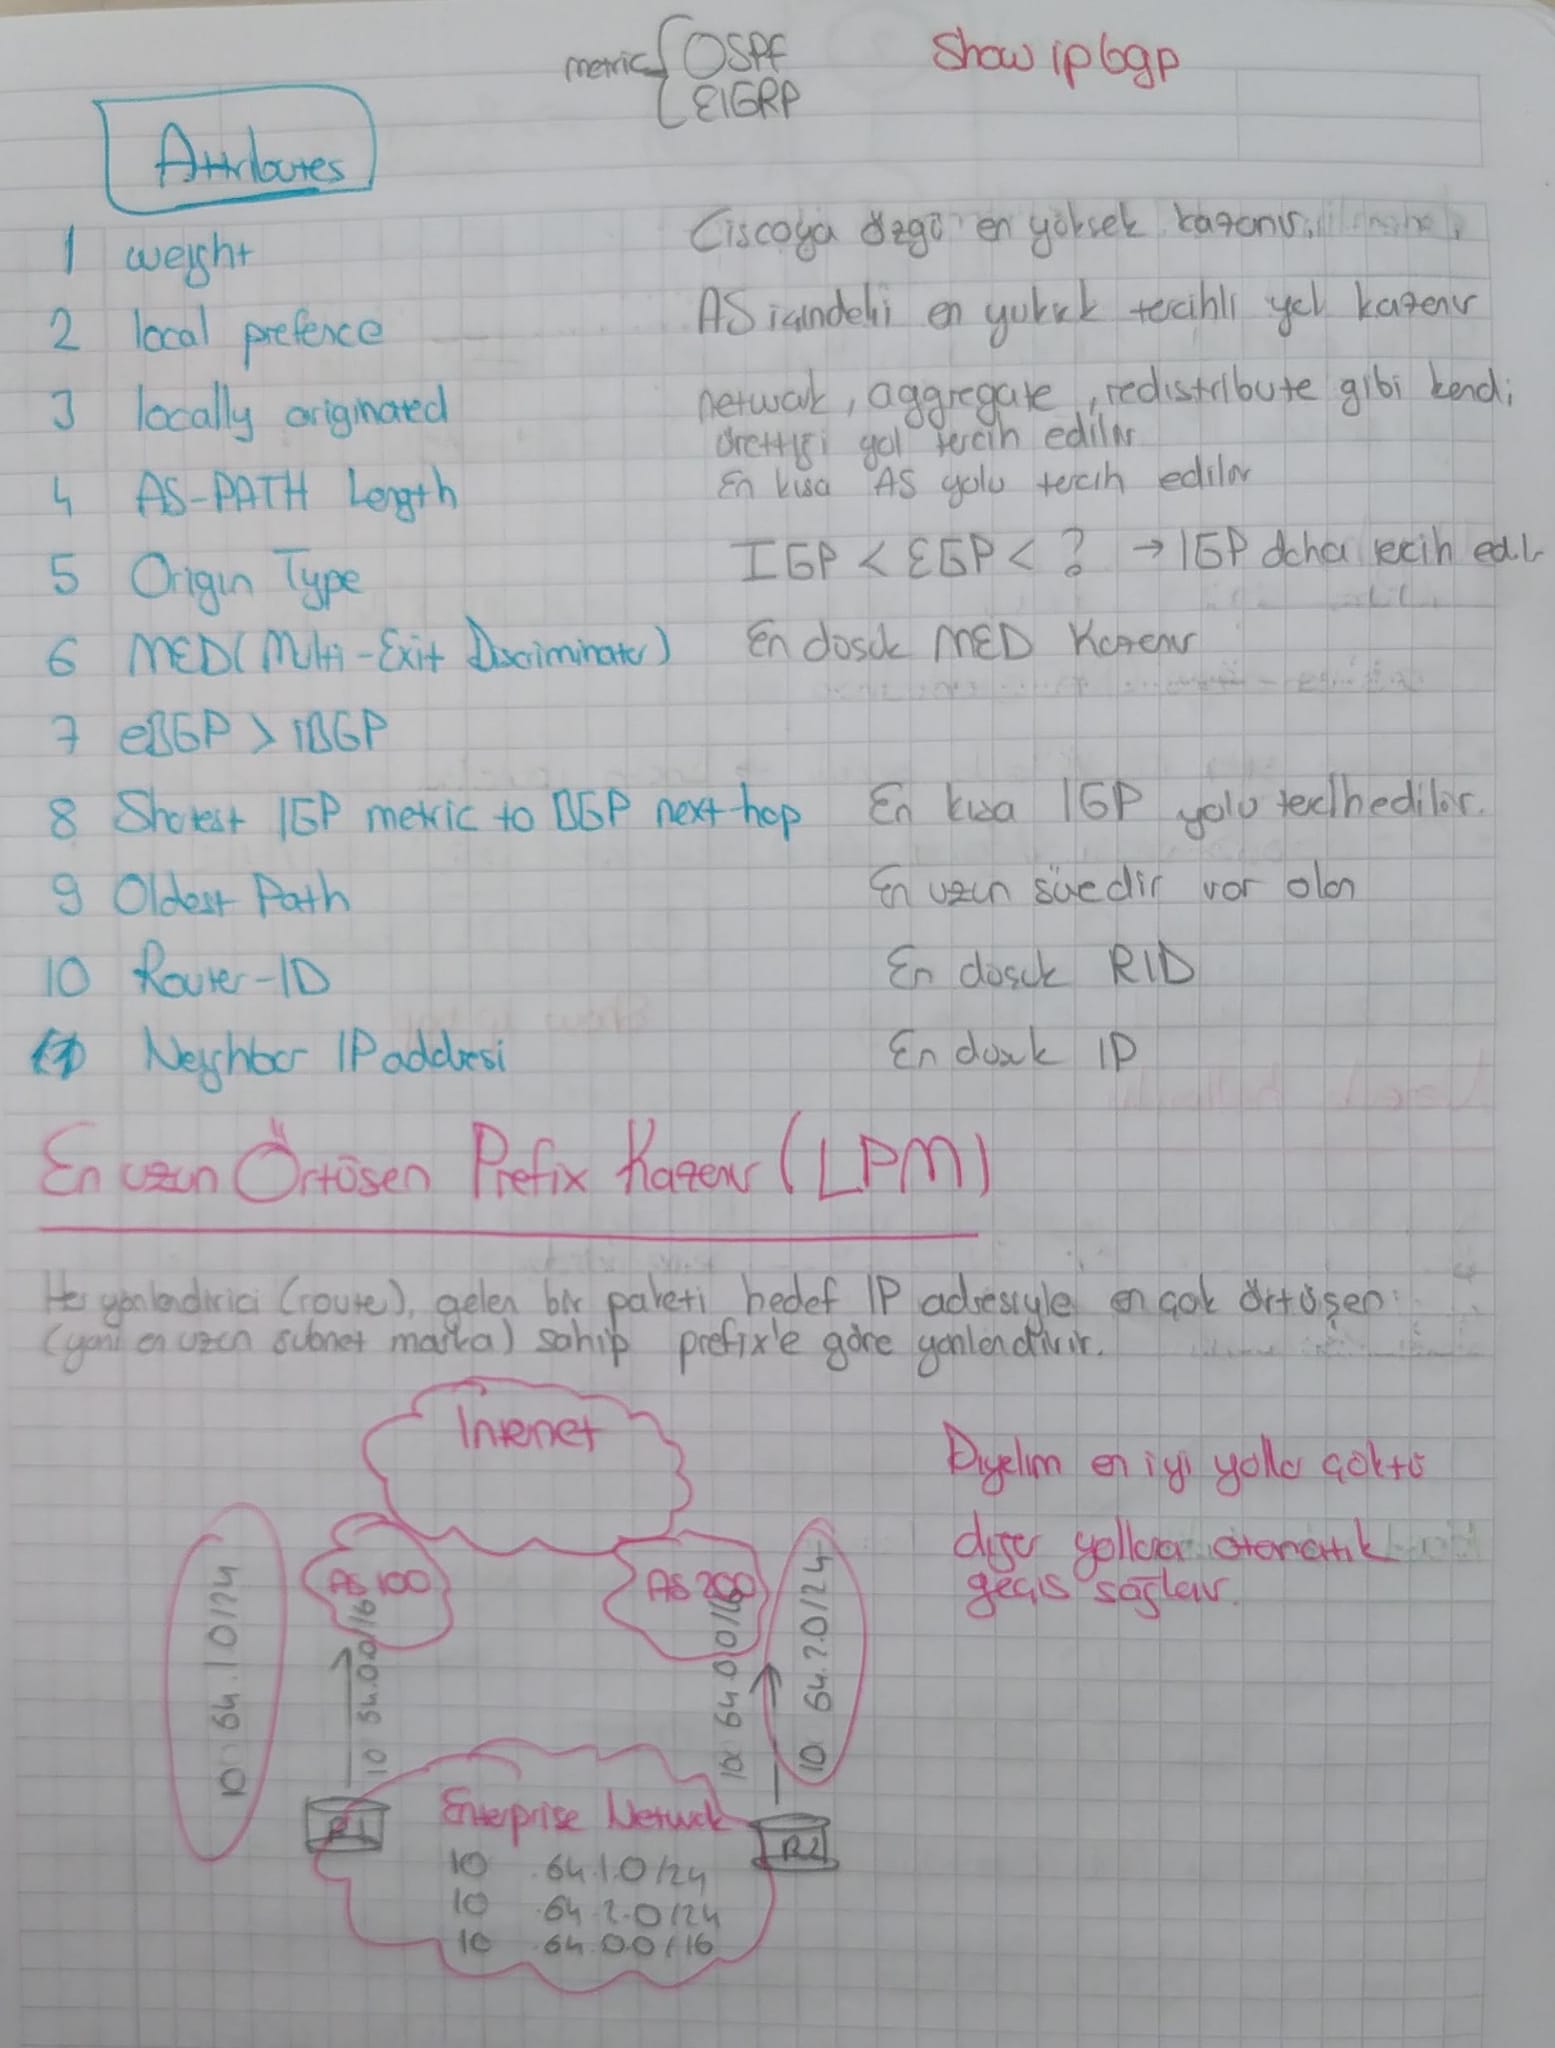 metric { OSPF
EIGRP
Show ip bgp
Attributes
1 weight Ciscoya özgü en yüksek kazanır.
2 local prefence AS içindeki en yüksek tercihli yol kazanır
3 locally originated network, aggregate, redistribute gibi kendi
ürettiği yol tercih edilir
4 AS-PATH Length En kısa AS yolu tercih edilir
5 Origin Type IGP < EGP < ? → IGP daha tercih edilir
6 MED (Multi-Exit Discriminator) En düşük MED Kazanır
7 eBGP > iBGP
8 Shortest IGP metric to BGP next hop En kısa IGP yolu tercih edilir.
9 Oldest Path En uzun süredir var olan
10 Router-ID En düşük RID
Neighbor IP addresi En düşük IP
En uzun Örtüşen Prefix Kazanır (LPM)
Her yönlendirici (route), gelen bir paketi hedef IP adresiyle en çok örtüşen
(yani en uzun subnet maska) sahip prefix'e göre yönlendirir.
Internet
Diyelim en iyi yollar çöktü
diğer yollara otomatik
geçiş sağlanır.
AS 100
AS 200
10 64.1.0/24
10 64.0.0/16
10 64.0.0/16
10 64.2.0/24
R1
R2
Enterprise Network
10 .64.1.0/24
10 .64.2.0/24
10 .64.0.0/16